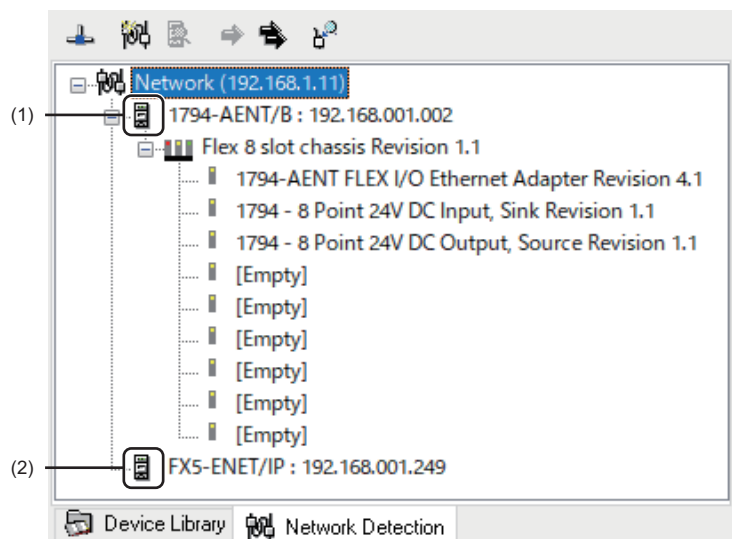 Network (192.168.1.11)
(1)
1794-AENT/B : 192.168.001.002
Flex 8 slot chassis Revision 1.1
1794-AENT FLEX I/O Ethernet Adapter Revision 4.1
1794 - 8 Point 24V DC Input, Sink Revision 1.1
1794 - 8 Point 24V DC Output, Source Revision 1.1
[Empty]
[Empty]
[Empty]
[Empty]
[Empty]
[Empty]
(2)
FX5-ENET/IP : 192.168.001.249
Device Library
Network Detection